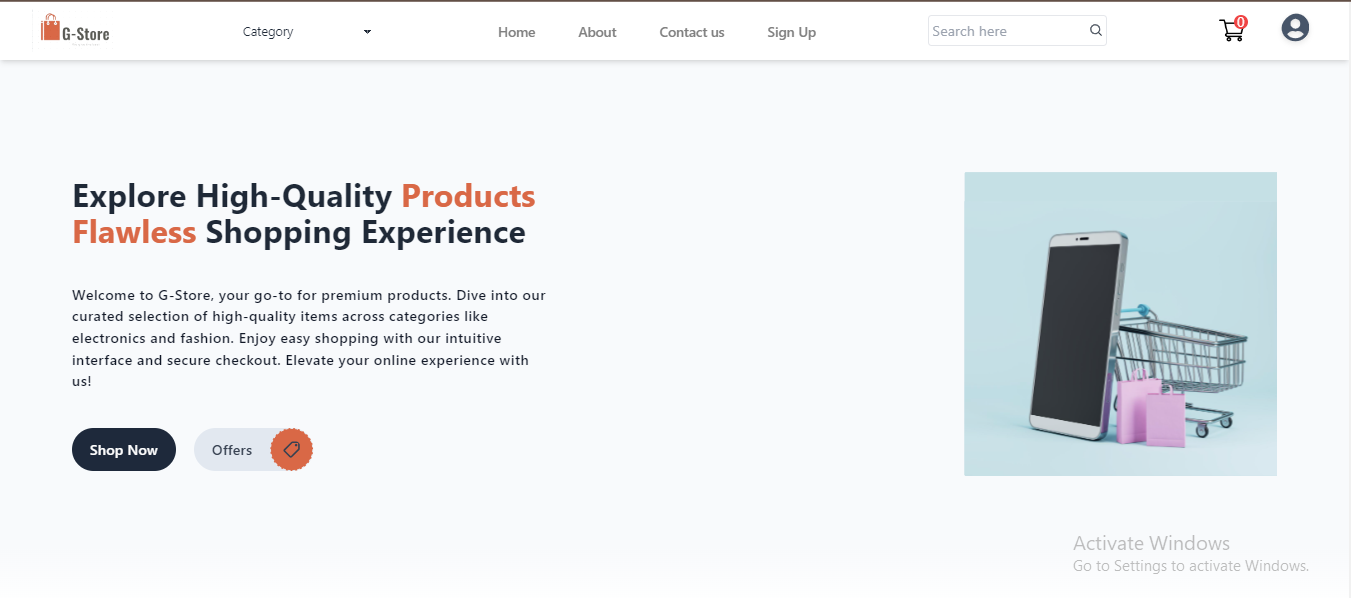 G-Store
Category
Home
About
Contact us
Sign Up
Search here
0
Explore High-Quality Products
Flawless Shopping Experience
Welcome to G-Store, your go-to for premium products. Dive into our
curated selection of high-quality items across categories like
electronics and fashion. Enjoy easy shopping with our intuitive
interface and secure checkout. Elevate your online experience with
us!
Shop Now
Offers
Activate Windows
Go to Settings to activate Windows.